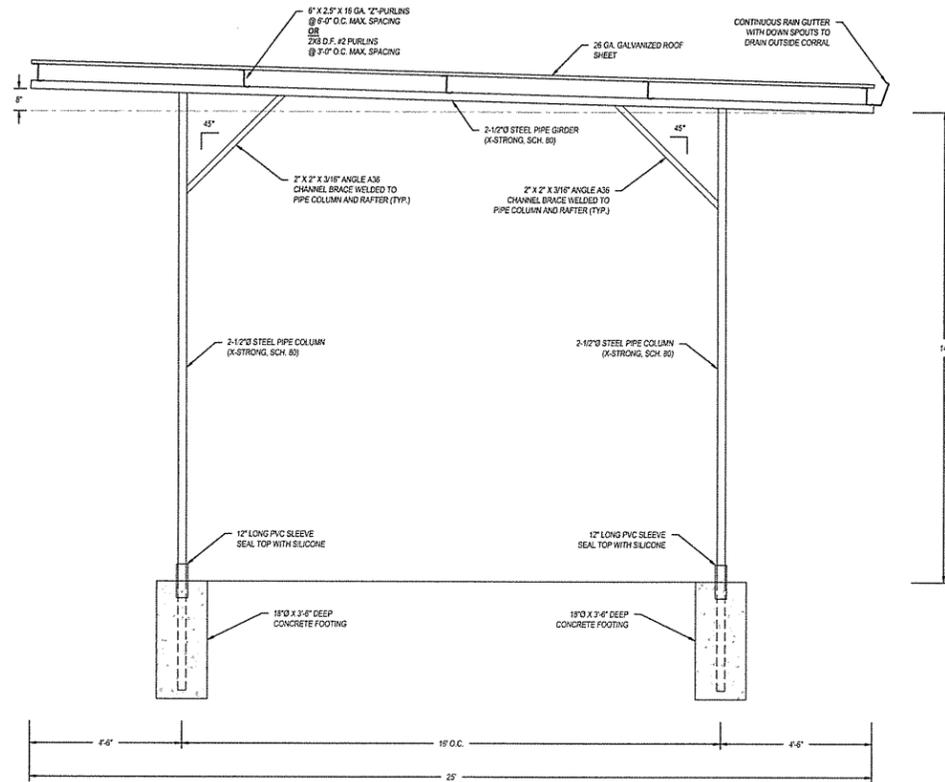 6" X 2.5" X 16 GA. "Z"-PURLINS
@ 6'-0" O.C. MAX. SPACING
OR
2X8 D.F. #2 PURLINS
@ 3'-0" O.C. MAX. SPACING
26 GA. GALVANIZED ROOF
SHEET
CONTINUOUS RAIN GUTTER
WITH DOWN SPOUTS TO
DRAIN OUTSIDE CORRAL
8"
45°
2-1/2"Ø STEEL PIPE GIRDER
(X-STRONG, SCH. 80)
45°
2" X 2" X 3/16" ANGLE A36
CHANNEL BRACE WELDED TO
PIPE COLUMN AND RAFTER (TYP.)
2" X 2" X 3/16" ANGLE A36
CHANNEL BRACE WELDED TO
PIPE COLUMN AND RAFTER (TYP.)
2-1/2"Ø STEEL PIPE COLUMN
(X-STRONG, SCH. 80)
2-1/2"Ø STEEL PIPE COLUMN
(X-STRONG, SCH. 80)
12" LONG PVC SLEEVE
SEAL TOP WITH SILICONE
12" LONG PVC SLEEVE
SEAL TOP WITH SILICONE
18"Ø X 3'-6" DEEP
CONCRETE FOOTING
18"Ø X 3'-6" DEEP
CONCRETE FOOTING
4'-6"
16' O.C.
4'-6"
25'